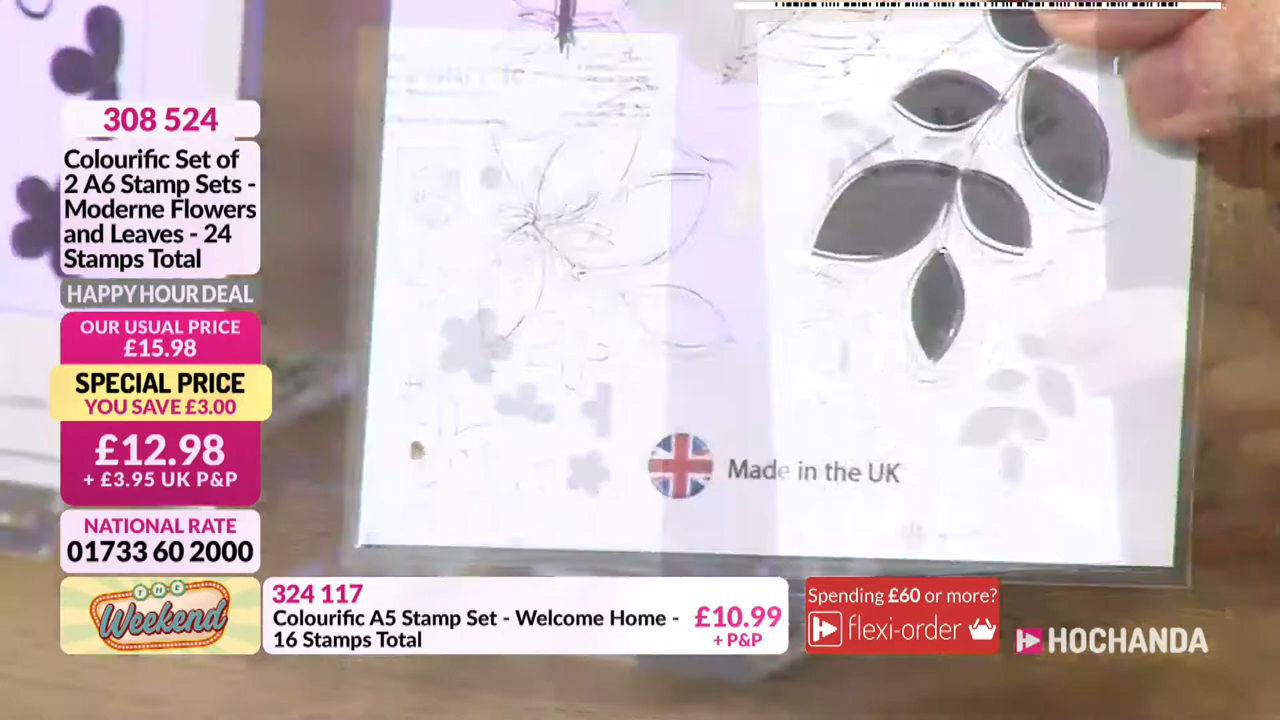 308 524
Colourific Set of
2 A6 Stamp Sets -
Moderne Flowers
and Leaves - 24
Stamps Total
HAPPY HOUR DEAL
OUR USUAL PRICE
£15.98
SPECIAL PRICE
YOU SAVE £3.00
£12.98
+ £3.95 UK P&P
NATIONAL RATE
01733 60 2000
Made in the UK
THE
Weekend
324 117
Colourific A5 Stamp Set - Welcome Home -
16 Stamps Total
£10.99
+ P&P
Spending £60 or more?
flexi-order
HOCHANDA